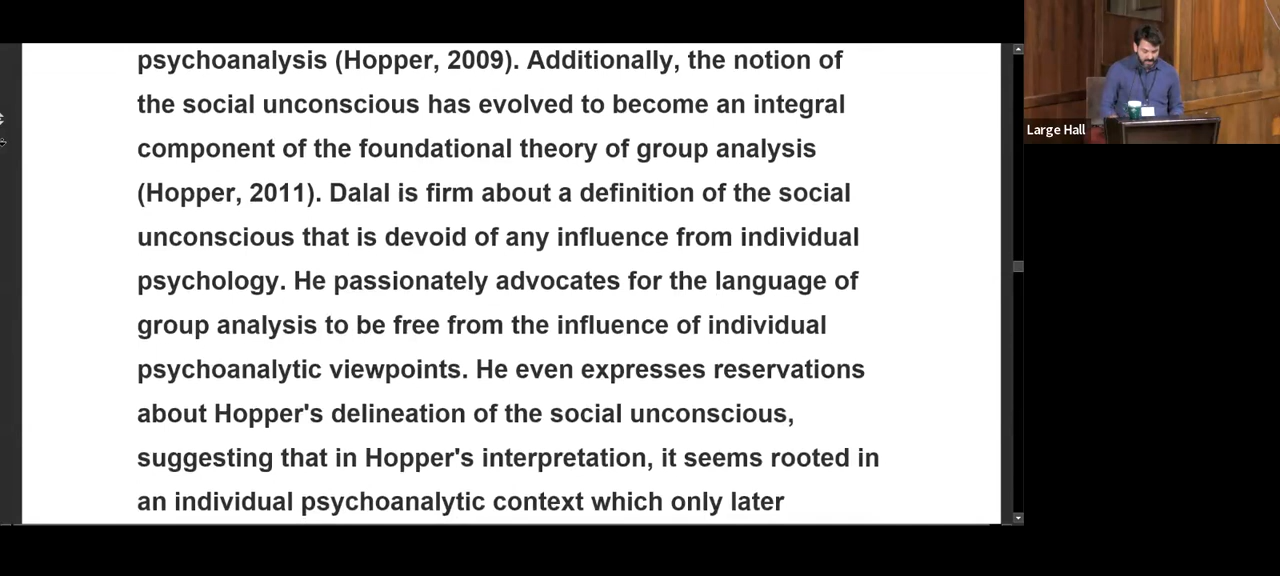 psychoanalysis (Hopper, 2009). Additionally, the notion of
the social unconscious has evolved to become an integral
component of the foundational theory of group analysis
(Hopper, 2011). Dalal is firm about a definition of the social
unconscious that is devoid of any influence from individual
psychology. He passionately advocates for the language of
group analysis to be free from the influence of individual
psychoanalytic viewpoints. He even expresses reservations
about Hopper's delineation of the social unconscious,
suggesting that in Hopper's interpretation, it seems rooted in
an individual psychoanalytic context which only later
Large Hall